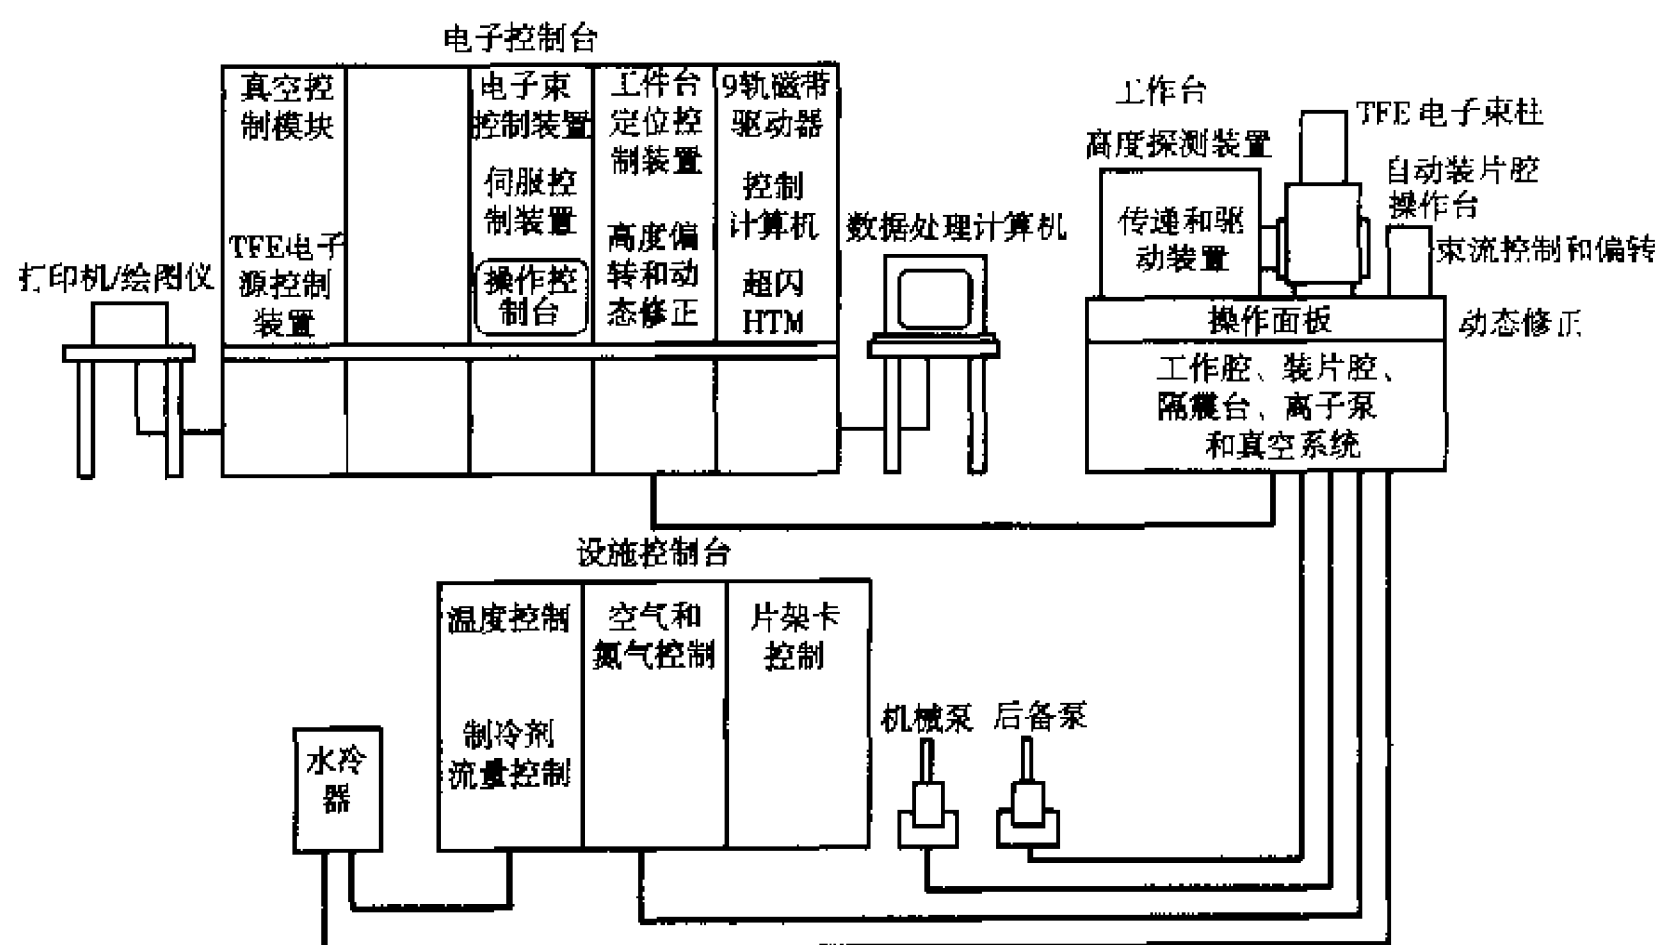 电子控制台
真空控
制模块
TFE电子
源控制
装置
电子束
控制装置
伺服控
制装置
操作控
制台
工件台
定位控
制装置
高度偏
转和动
态修正
9轨磁带
驱动器
控制
计算机
超闪
HTM
打印机/绘图仪
数据处理计算机
工作台
高度探测装置
传递和驱
动装置
TFE电子束柱
自动装片腔
操作台
束流控制和偏转
动态修正
操作面板
工作腔、装片腔、
隔震台、离子泵
和真空系统
设施控制台
温度控制
制冷剂
流量控制
空气和
氮气控制
片架卡
控制
机械泵
后备泵
水冷
器